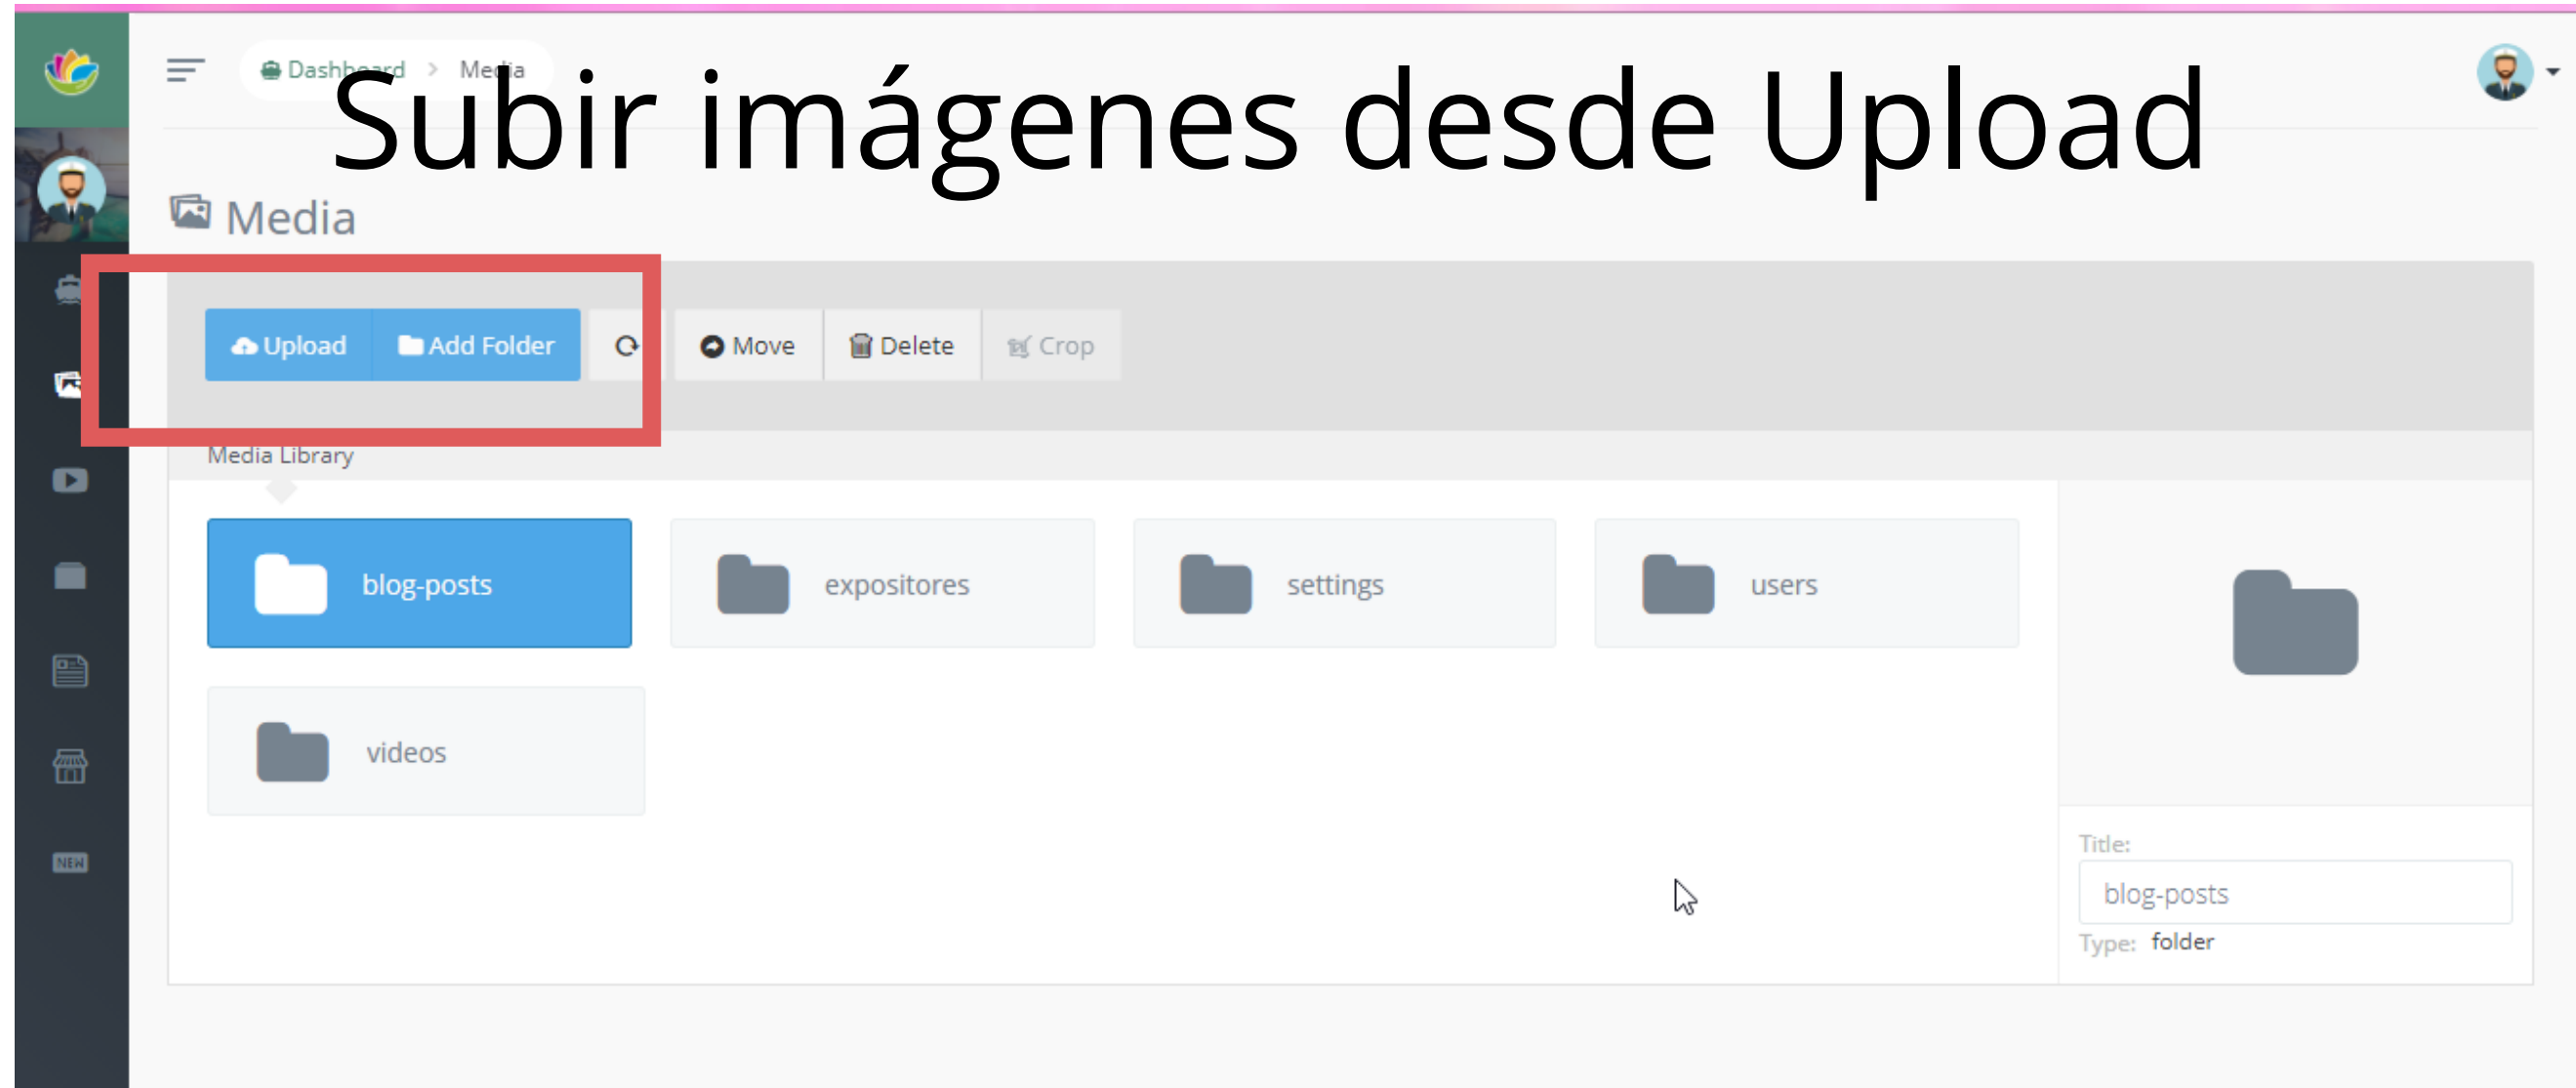 Dashboard > Media
Subir imágenes desde Upload
Media
Upload Add Folder Move Delete Crop
Media Library
blog-posts expositores settings users
videos
NEW
Title:
blog-posts
Type: folder